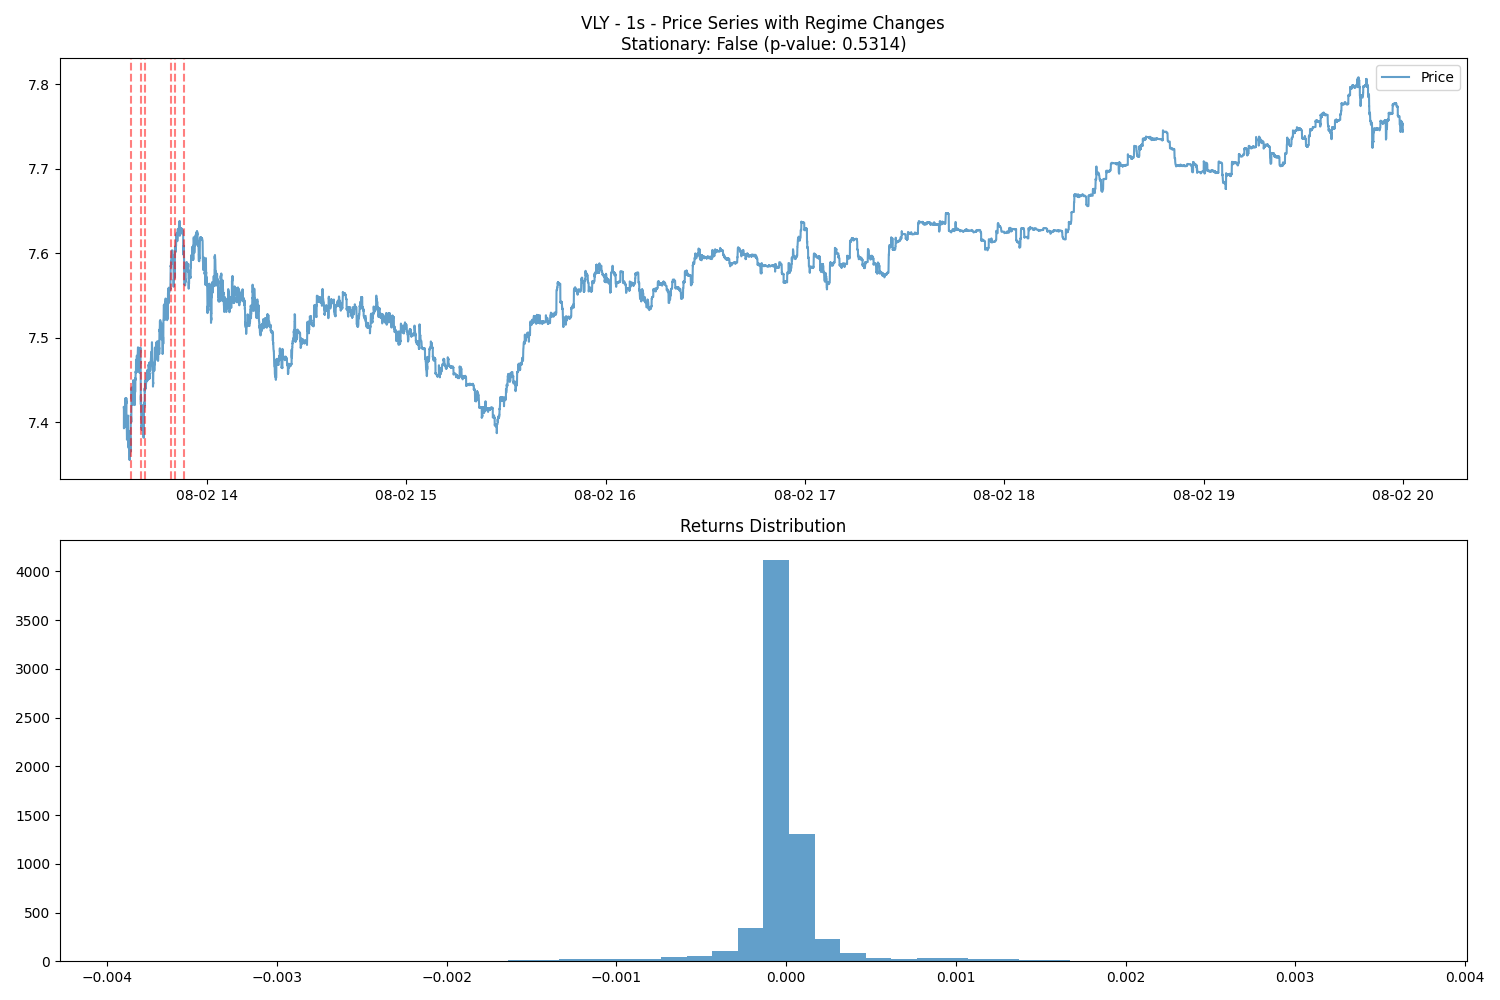 VLY - 1s - Price Series with Regime Changes
Stationary: False (p-value: 0.5314)
Price
7.8
7.7
7.6
7.5
7.4
08-02 14 08-02 15 08-02 16 08-02 17 08-02 18 08-02 19 08-02 20
Returns Distribution
4000
3500
3000
2500
2000
1500
1000
500
0
−0.004 −0.003 −0.002 −0.001 0.000 0.001 0.002 0.003 0.004